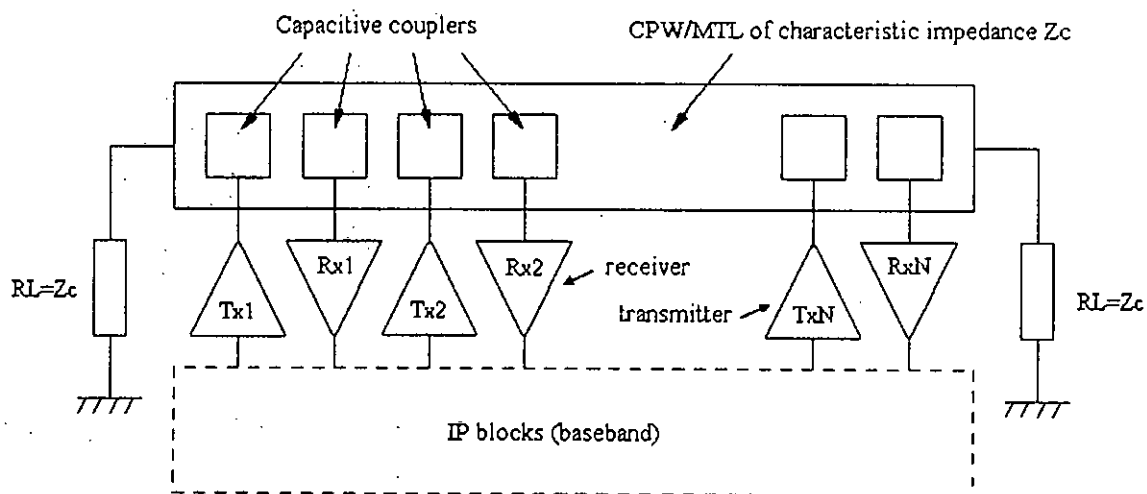 Capacitive couplers
CPW/MTL of characteristic impedance Zc
Rx1
Rx2
RxN
receiver
RL=Zc
Tx1
Tx2
transmitter
TxN
RL=Zc
IP blocks (baseband)